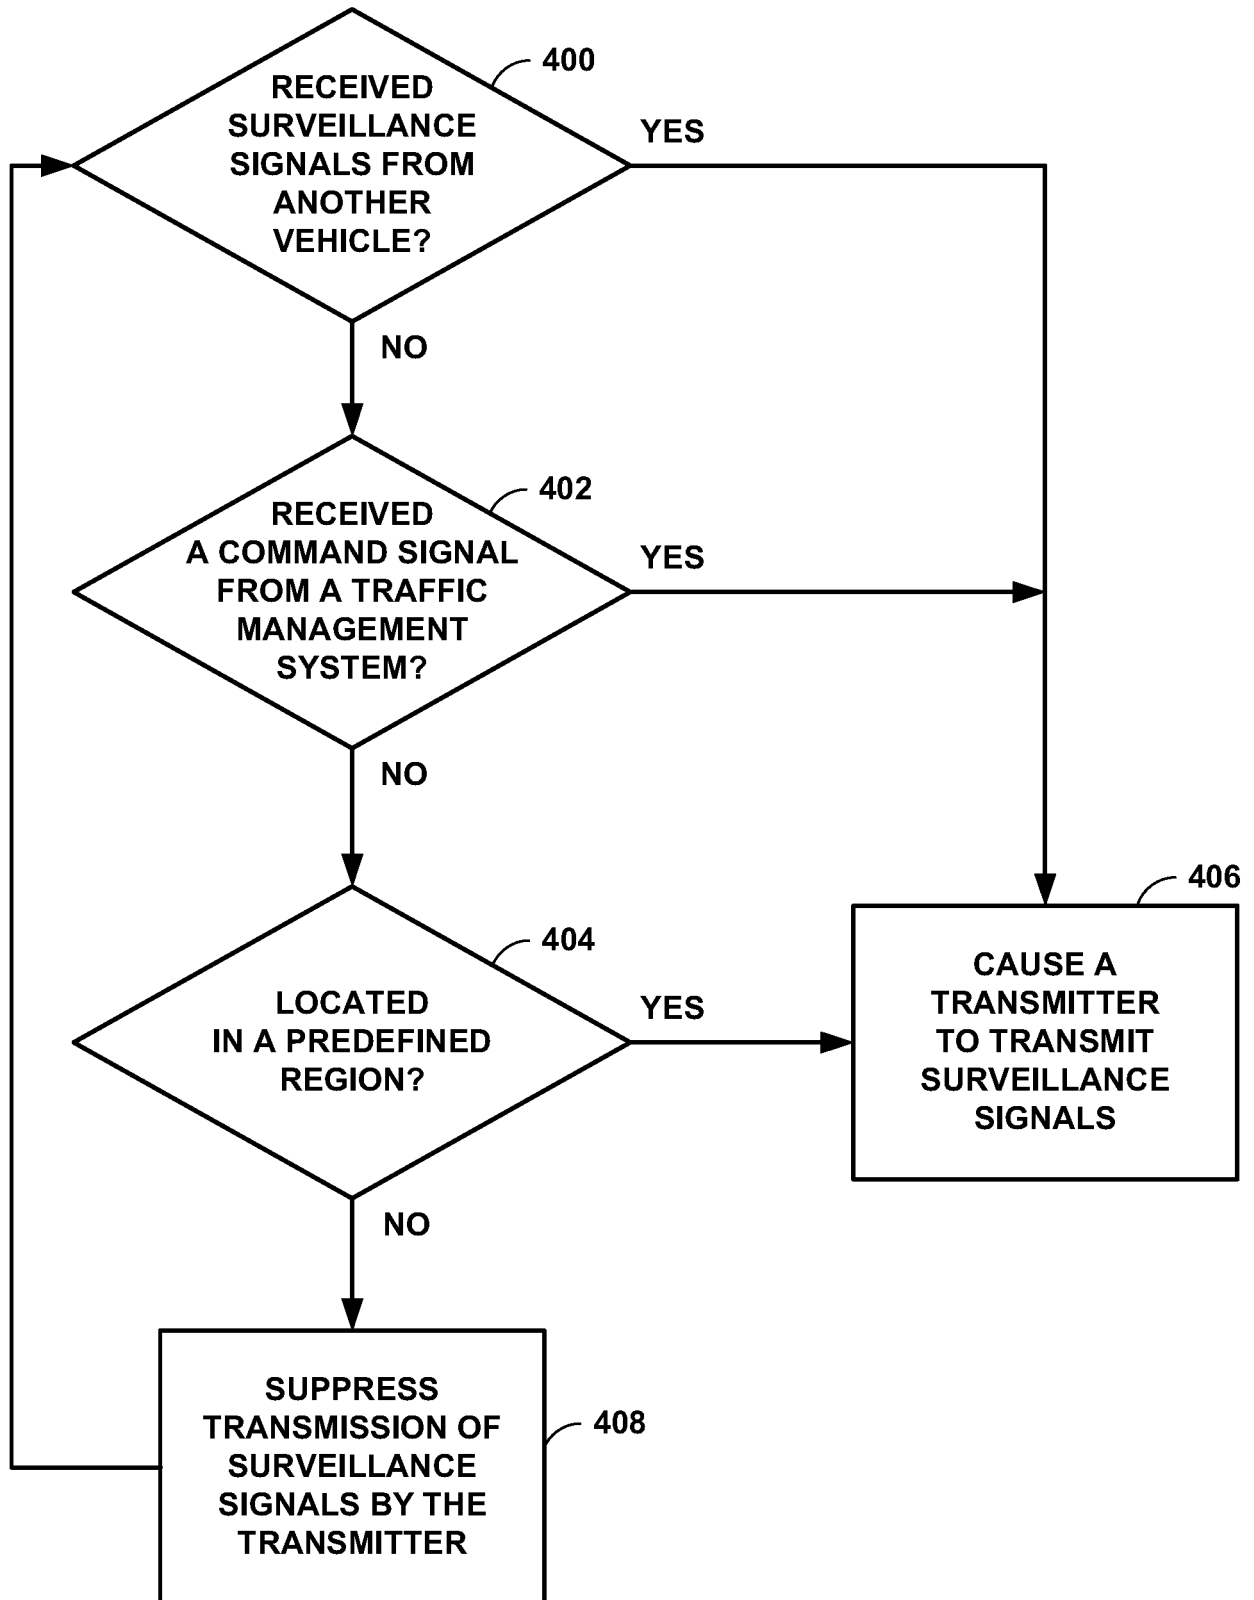 400
RECEIVED
SURVEILLANCE
SIGNALS FROM
ANOTHER
VEHICLE?
YES
NO
402
RECEIVED
A COMMAND SIGNAL
FROM A TRAFFIC
MANAGEMENT
SYSTEM?
YES
NO
404
LOCATED
IN A PREDEFINED
REGION?
YES
406
CAUSE A
TRANSMITTER
TO TRANSMIT
SURVEILLANCE
SIGNALS
NO
408
SUPPRESS
TRANSMISSION OF
SURVEILLANCE
SIGNALS BY THE
TRANSMITTER